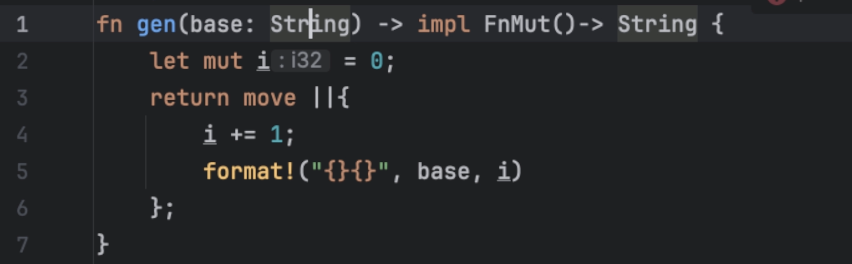 1 fn gen(base: String) -> impl FnMut()-> String {
2 let mut i : i32 = 0;
3 return move ||{
4 i += 1;
5 format!("{}{}", base, i)
6 };
7 }